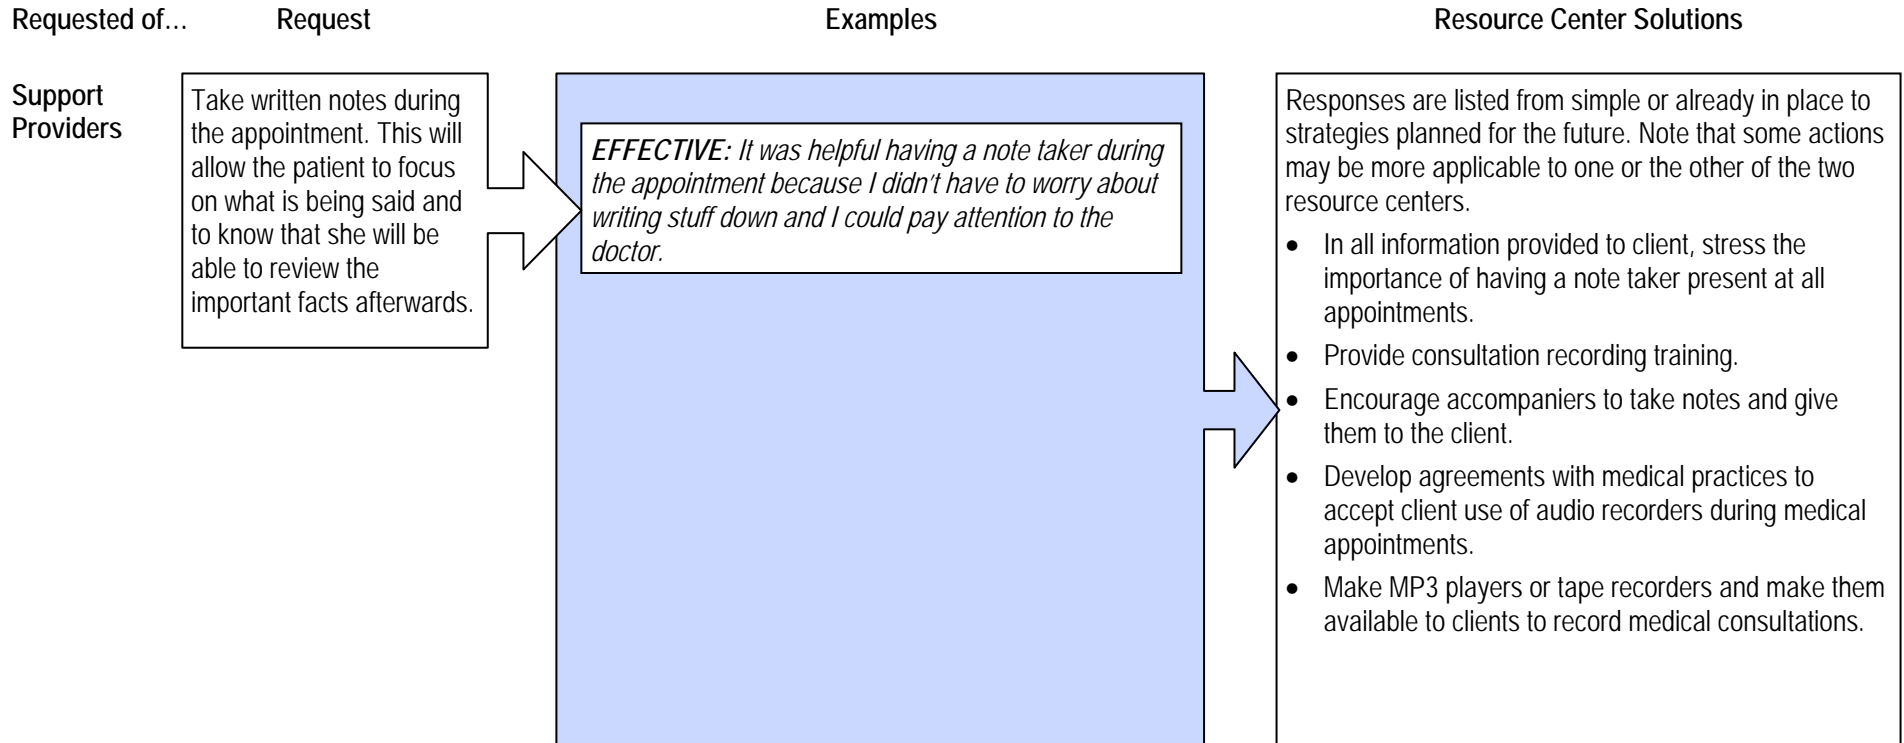 Requested of… Request Examples Resource Center Solutions
Support
Providers
Take written notes during
the appointment. This will
allow the patient to focus
on what is being said and
to know that she will be
able to review the
important facts afterwards.
EFFECTIVE: It was helpful having a note taker during
the appointment because I didn't have to worry about
writing stuff down and I could pay attention to the
doctor.
Responses are listed from simple or already in place to
strategies planned for the future. Note that some actions
may be more applicable to one or the other of the two
resource centers.
• In all information provided to client, stress the
importance of having a note taker present at all
appointments.
• Provide consultation recording training.
• Encourage accompaniers to take notes and give
them to the client.
• Develop agreements with medical practices to
accept client use of audio recorders during medical
appointments.
• Make MP3 players or tape recorders and make them
available to clients to record medical consultations.